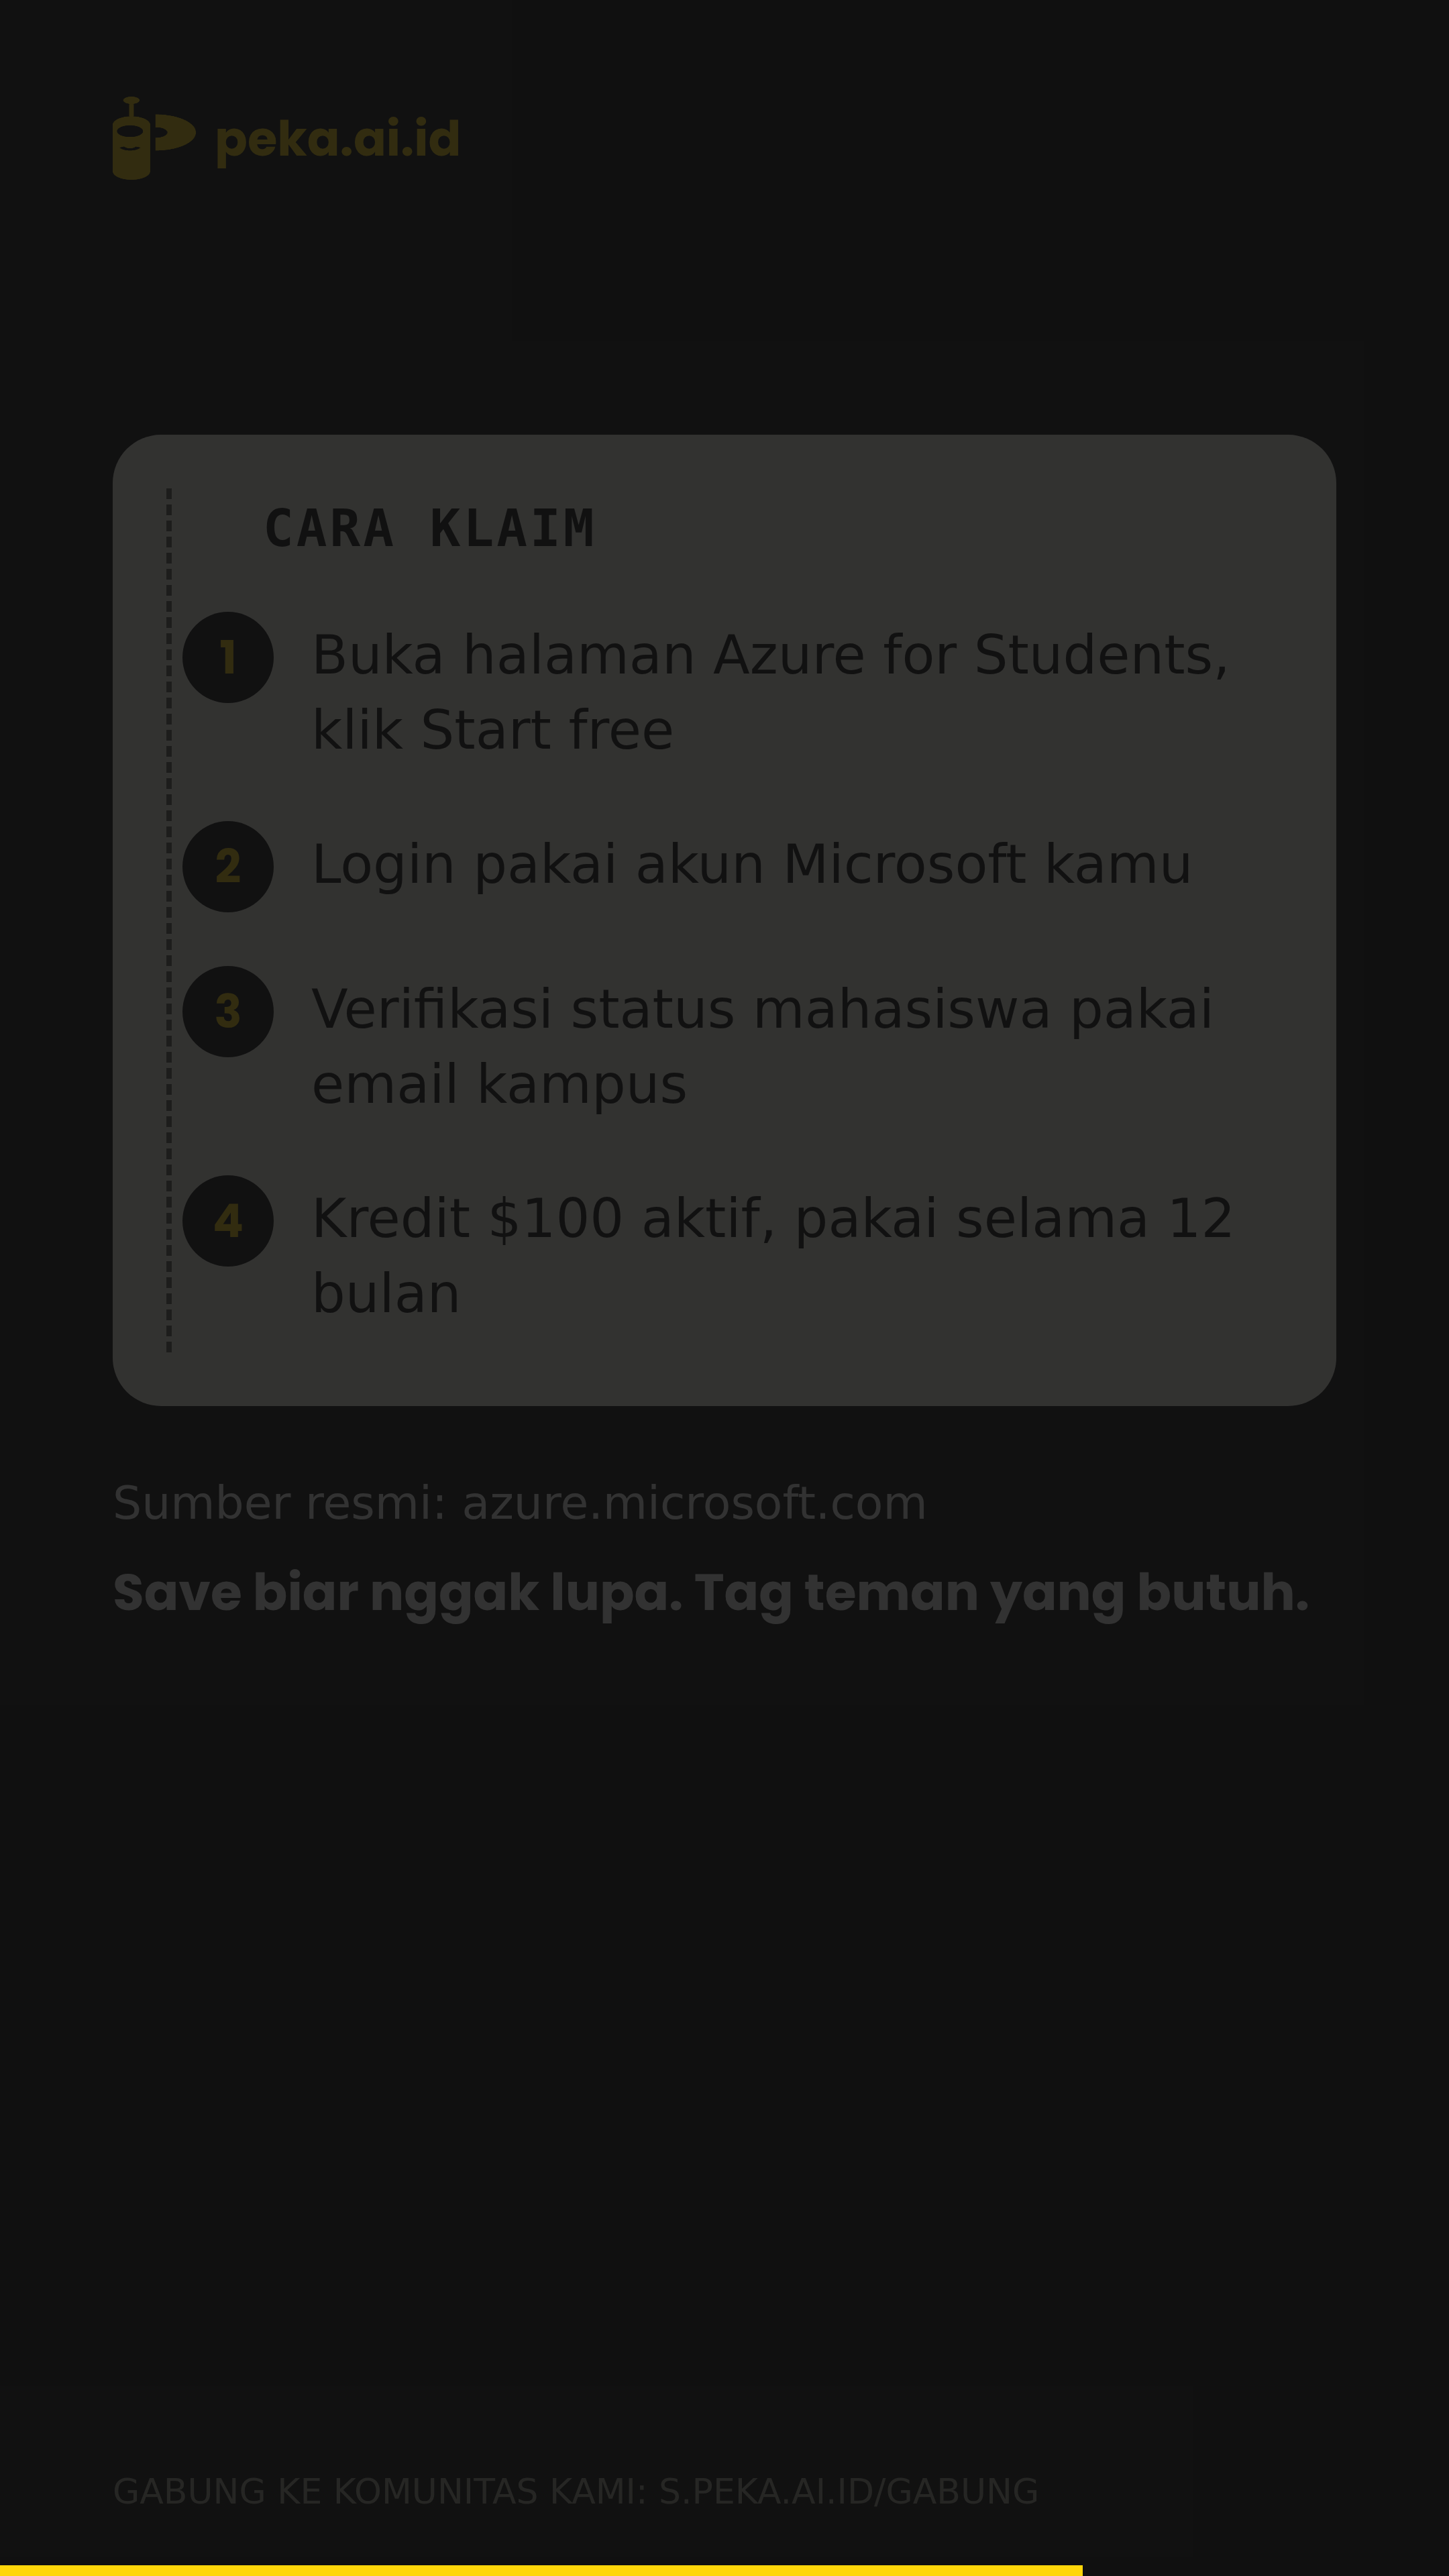 peka.ai.id
CARA KLAIM
1 Buka halaman Azure for Students,
klik Start free
2 Login pakai akun Microsoft kamu
3 Verifikasi status mahasiswa pakai
email kampus
4 Kredit $100 aktif, pakai selama 12
bulan
Sumber resmi: azure.microsoft.com
Save biar nggak lupa. Tag teman yang butuh.
GABUNG KE KOMUNITAS KAMI: S.PEKA.AI.ID/GABUNG